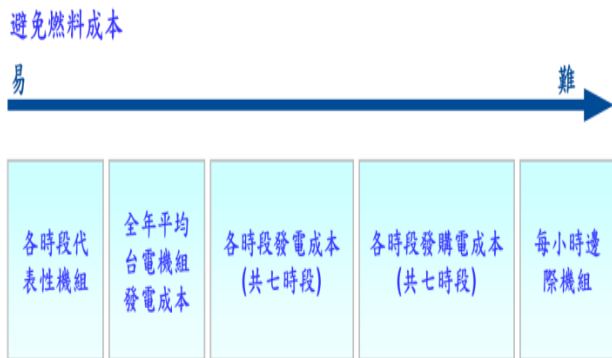 避免燃料成本
易
難
各時段代
表性機組
全年平均
台電機組
發電成本
各時段發電成本
(共七時段)
各時段發購電成本
(共七時段)
每小時邊
際機組